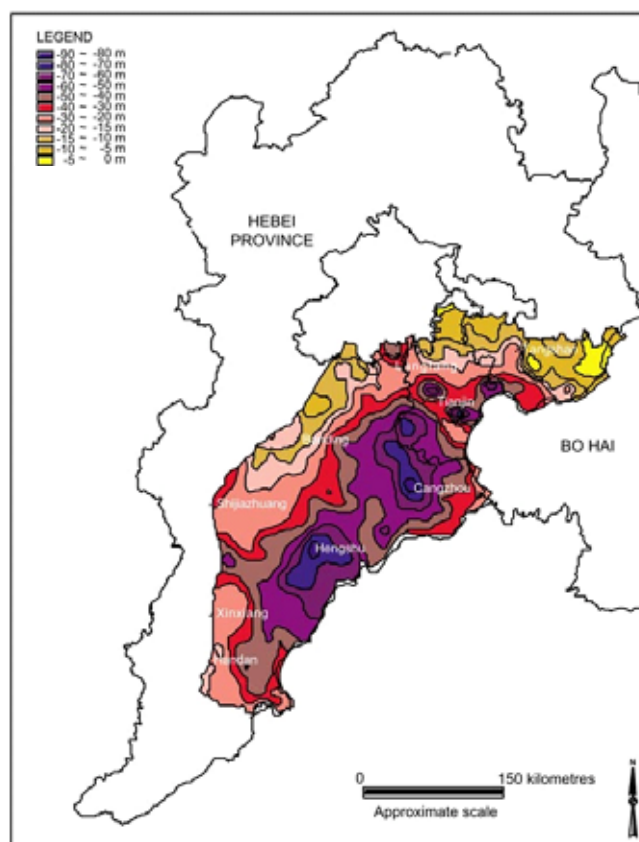 LEGEND
-90 ~ -80 m
-80 ~ -70 m
-70 ~ -60 m
-60 ~ -50 m
-50 ~ -40 m
-40 ~ -30 m
-30 ~ -20 m
-20 ~ -15 m
-15 ~ -10 m
-10 ~ -5 m
-5 ~ 0 m
HEBEI
PROVINCE
Tianjin
BO HAI
Cangzhou
Shijiazhuang
Hengshu
Xinxiang
Handan
N
0 150 kilometres
Approximate scale